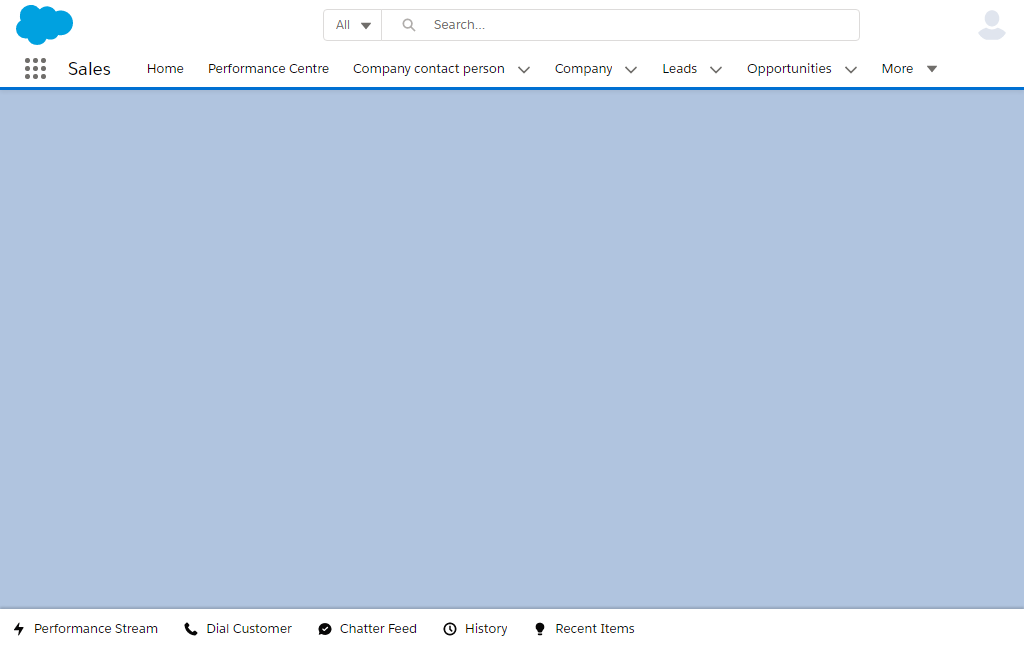 All Search...
Sales Home Performance Centre Company contact person Company Leads Opportunities More
Performance Stream Dial Customer Chatter Feed History Recent Items